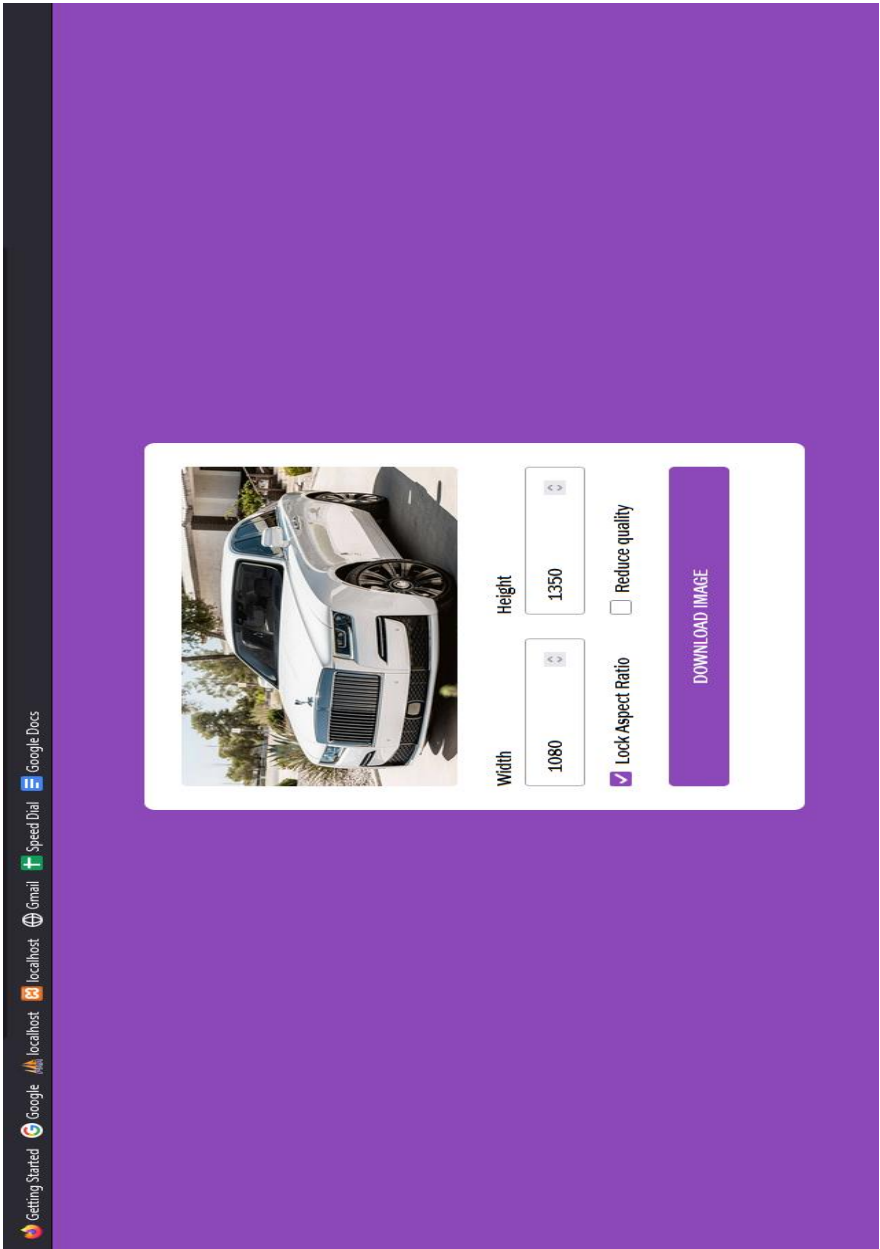 Getting Started Google localhost localhost Gmail Speed Dial Google Docs
Width Height
1080 1350
Lock Aspect Ratio Reduce quality
DOWNLOAD IMAGE